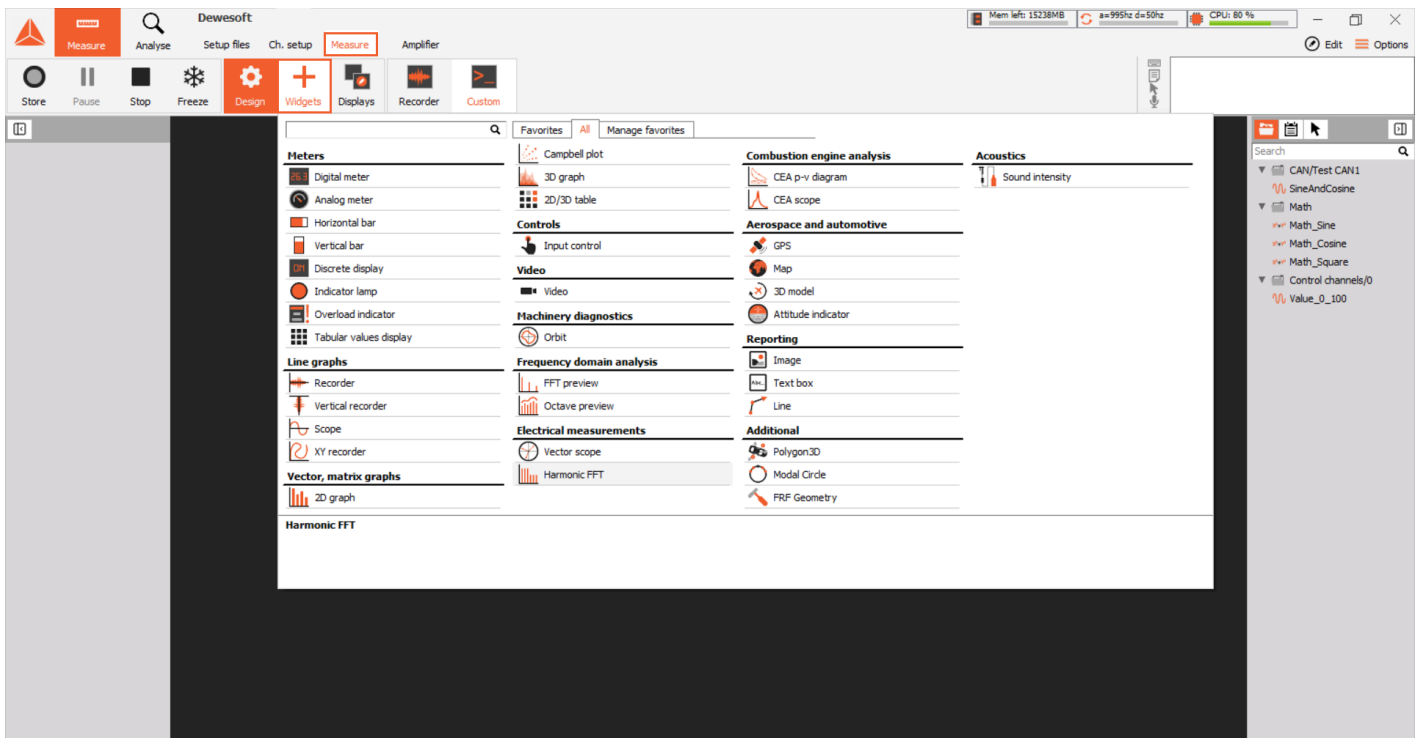 Dewesoft
Mem left: 15238MB
a=995hz d=50hz
CPU: 80 %
Measure
Analyse
Setup files
Ch. setup
Measure
Amplifier
Edit
Options
Store
Pause
Stop
Freeze
Design
Widgets
Displays
Recorder
Custom
Favorites
All
Manage favorites
Meters
Digital meter
Analog meter
Horizontal bar
Vertical bar
Discrete display
Indicator lamp
Overload indicator
Tabular values display
Line graphs
Recorder
Vertical recorder
Scope
XY recorder
Vector, matrix graphs
2D graph
Campbell plot
3D graph
2D/3D table
Controls
Input control
Video
Video
Machinery diagnostics
Orbit
Frequency domain analysis
FFT preview
Octave preview
Electrical measurements
Vector scope
Harmonic FFT
Combustion engine analysis
CEA p-v diagram
CEA scope
Aerospace and automotive
GPS
Map
3D model
Attitude indicator
Reporting
Image
Text box
Line
Additional
Polygon3D
Modal Circle
FRF Geometry
Acoustics
Sound intensity
Harmonic FFT
Search
CAN/Test CAN1
SineAndCosine
Math
Math_Sine
Math_Cosine
Math_Square
Control channels/0
Value_0_100